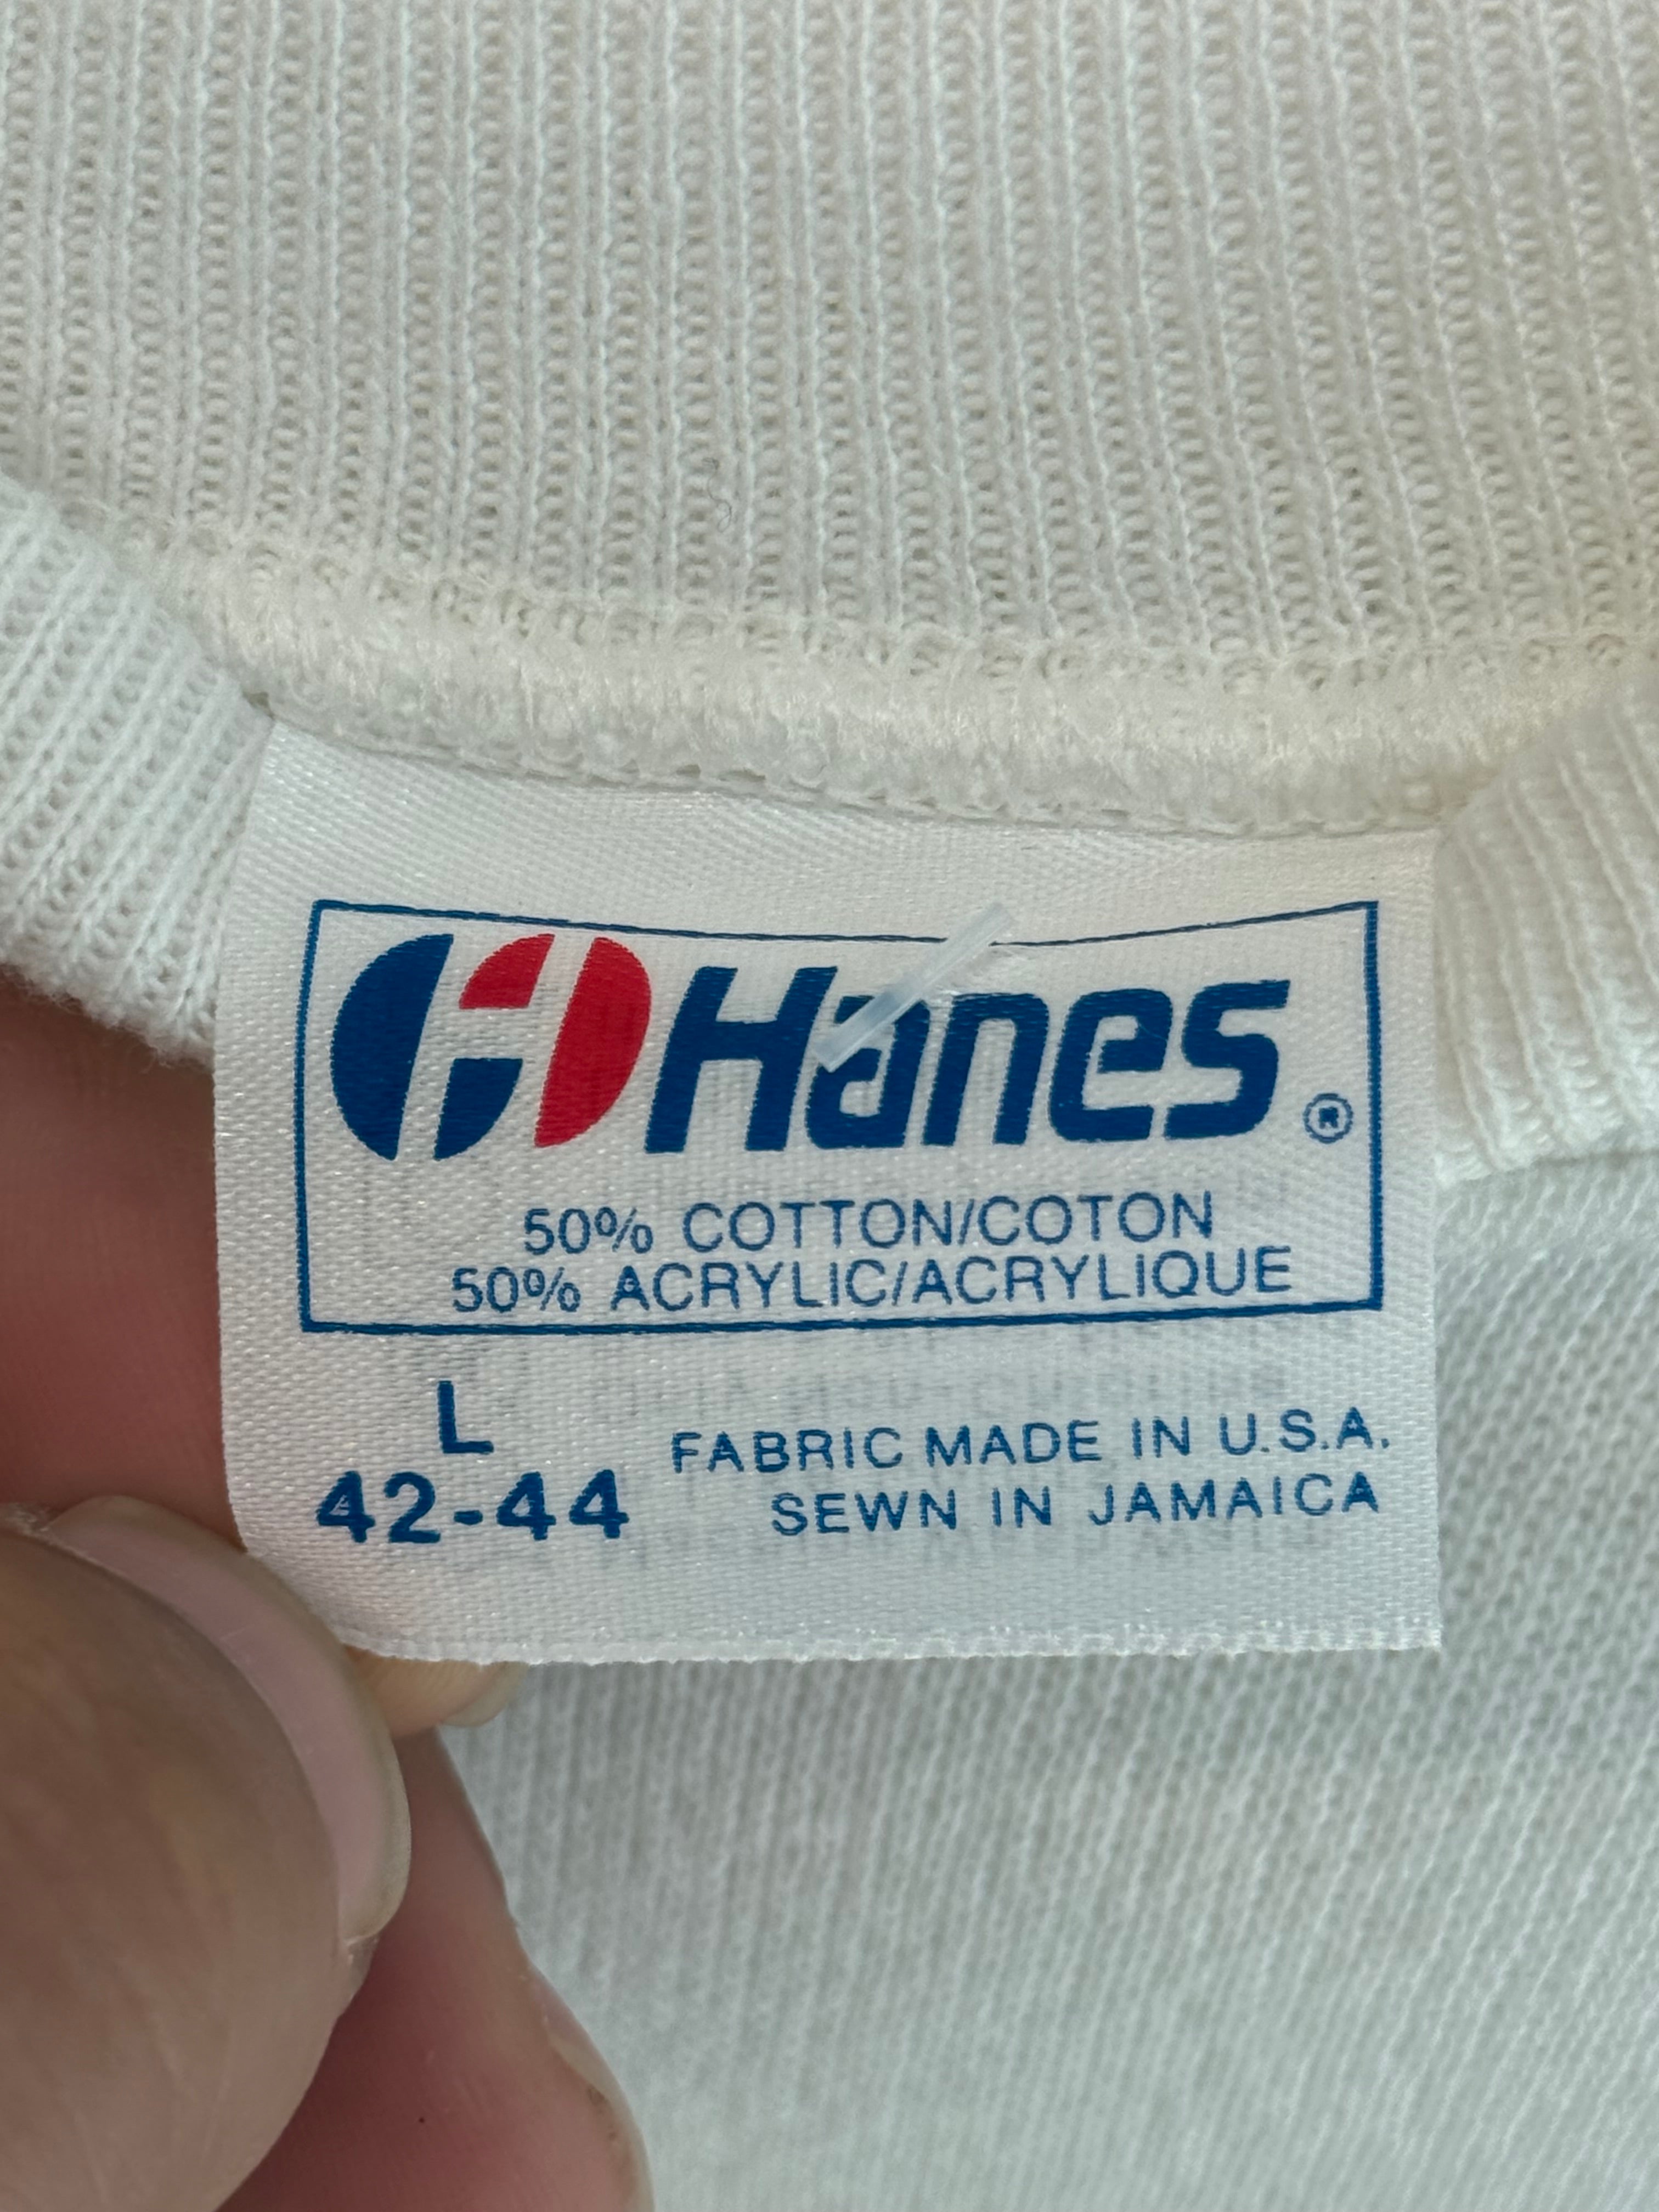 Hanes®
50% COTTON/COTON
50% ACRYLIC/ACRYLIQUE
L
42-44
FABRIC MADE IN U.S.A.
SEWN IN JAMAICA